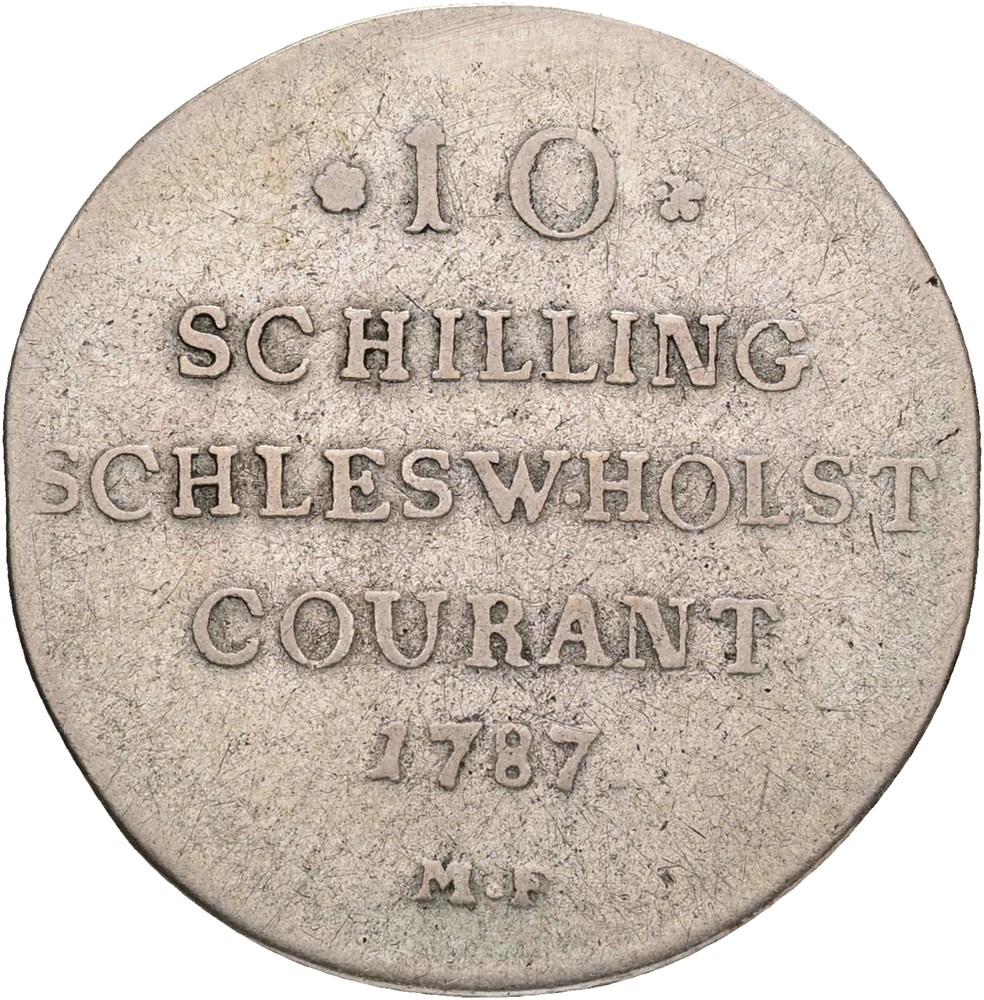 10
SCHILLING
SCHLESW·HOLST
COURANT
1787
M·F